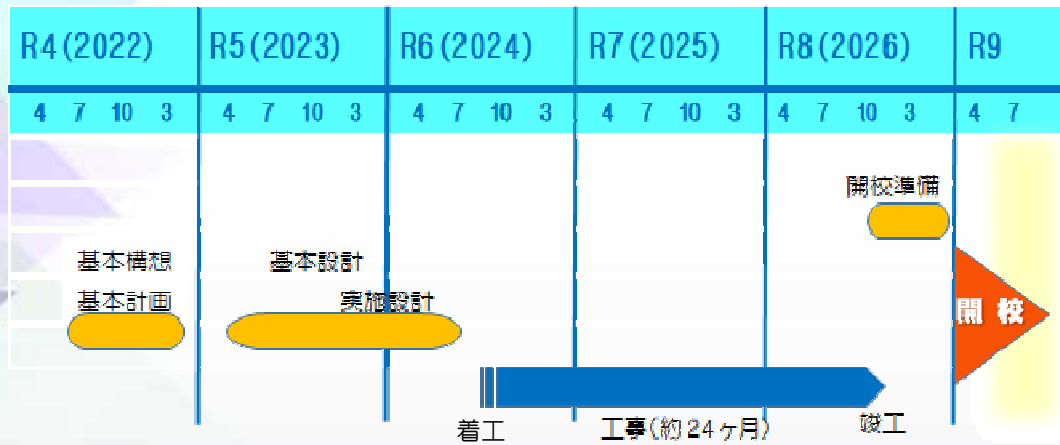 R4(2022) R5(2023) R6(2024) R7(2025) R8(2026) R9
4 7 10 3 4 7 10 3 4 7 10 3 4 7 10 3 4 7 10 3 4 7
開校準備
基本構想 基本設計
基本計画 実施設計
開校
着工 工事(約24ヶ月) 竣工